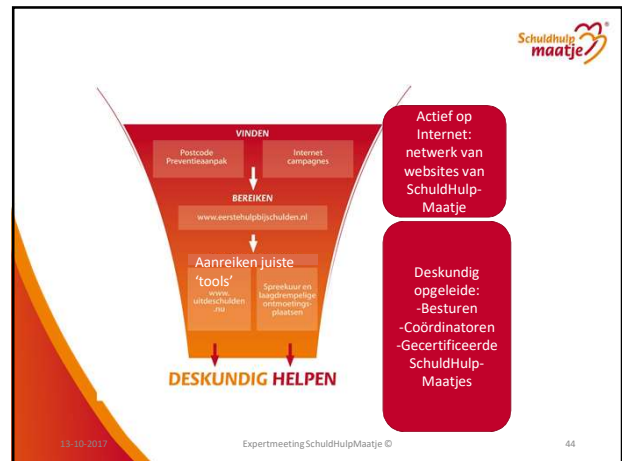 Schuldhulp
maatje®
VINDEN
Postcode
Preventieaanpak
Internet
campagnes
BEREIKEN
www.eerstehulpbijschulden.nl
Aanreiken juiste
‘tools’
www.
uitdeschulden
.nu
Spreekuur en
laagdrempelige
ontmoetings-
plaatsen
DESKUNDIG HELPEN
Actief op
Internet:
netwerk van
websites van
SchuldHulp-
Maatje
Deskundig
opgeleide:
-Besturen
-Coördinatoren
-Gecertificeerde
SchuldHulp-
Maatjes
13-10-2017
Expertmeeting SchuldHulpMaatje ©
44